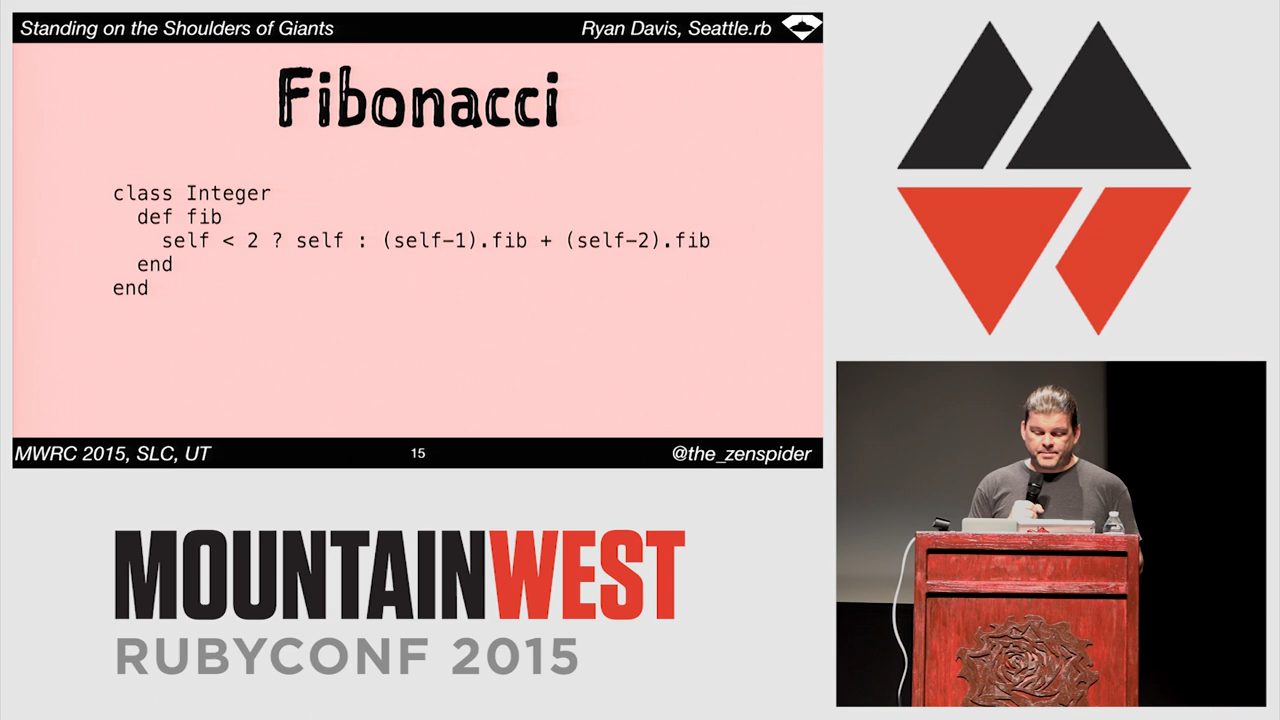 Standing on the Shoulders of Giants
Ryan Davis, Seattle.rb
Fibonacci
class Integer
  def fib
    self < 2 ? self : (self-1).fib + (self-2).fib
  end
end
MWRC 2015, SLC, UT
15
@the_zenspider
MOUNTAINWEST
RUBYCONF 2015